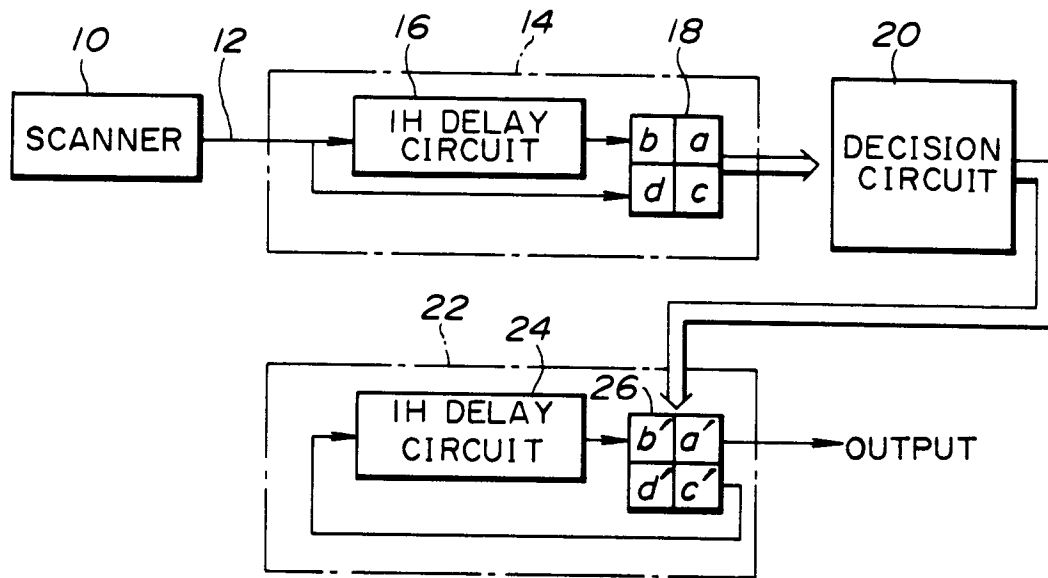 10
12
16
14
18
20
SCANNER
1H DELAY
CIRCUIT
b a
d c
DECISION
CIRCUIT
22
24
26
1H DELAY
CIRCUIT
b′ a′
d′ c′
OUTPUT